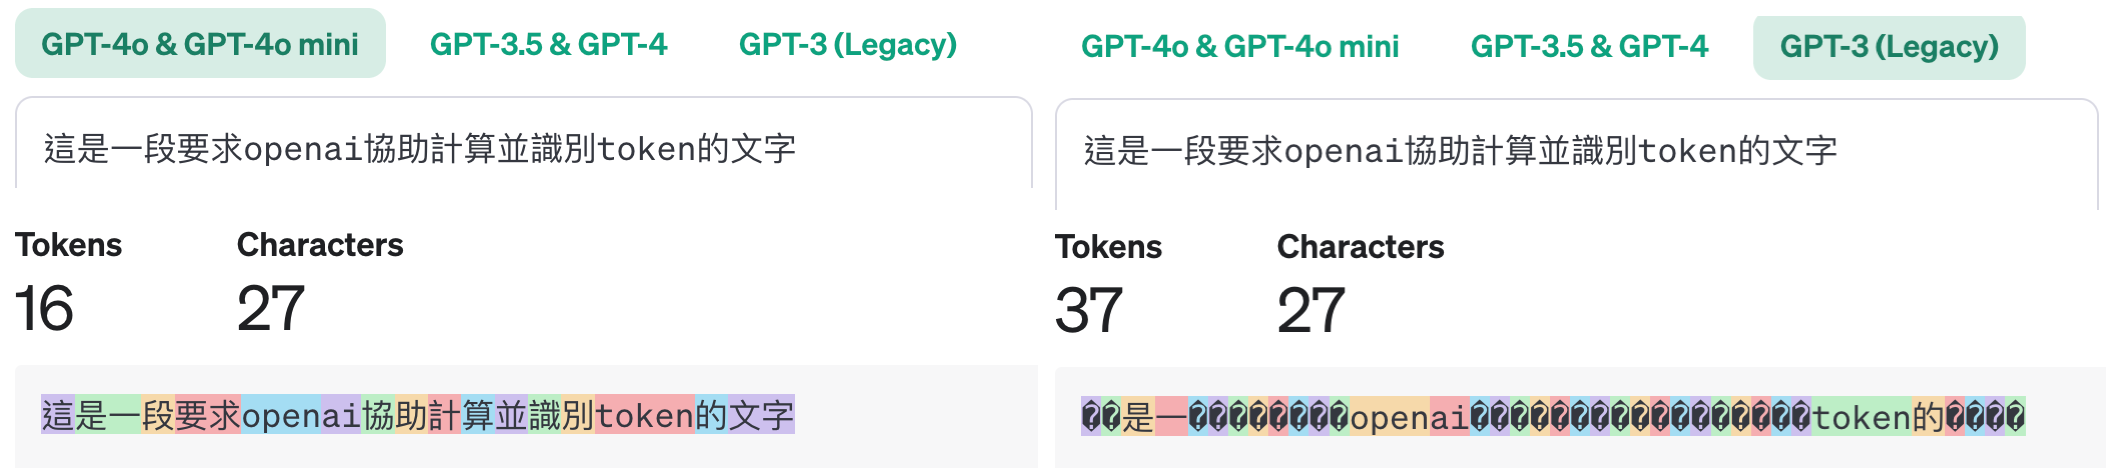 GPT-4o & GPT-4o mini GPT-3.5 & GPT-4 GPT-3 (Legacy)
這是一段要求openai協助計算並識別token的文字
Tokens Characters
16 27
這是一段要求openai協助計算並識別token的文字
GPT-4o & GPT-4o mini GPT-3.5 & GPT-4 GPT-3 (Legacy)
這是一段要求openai協助計算並識別token的文字
Tokens Characters
37 27
��是一��������openai�����������������token的����